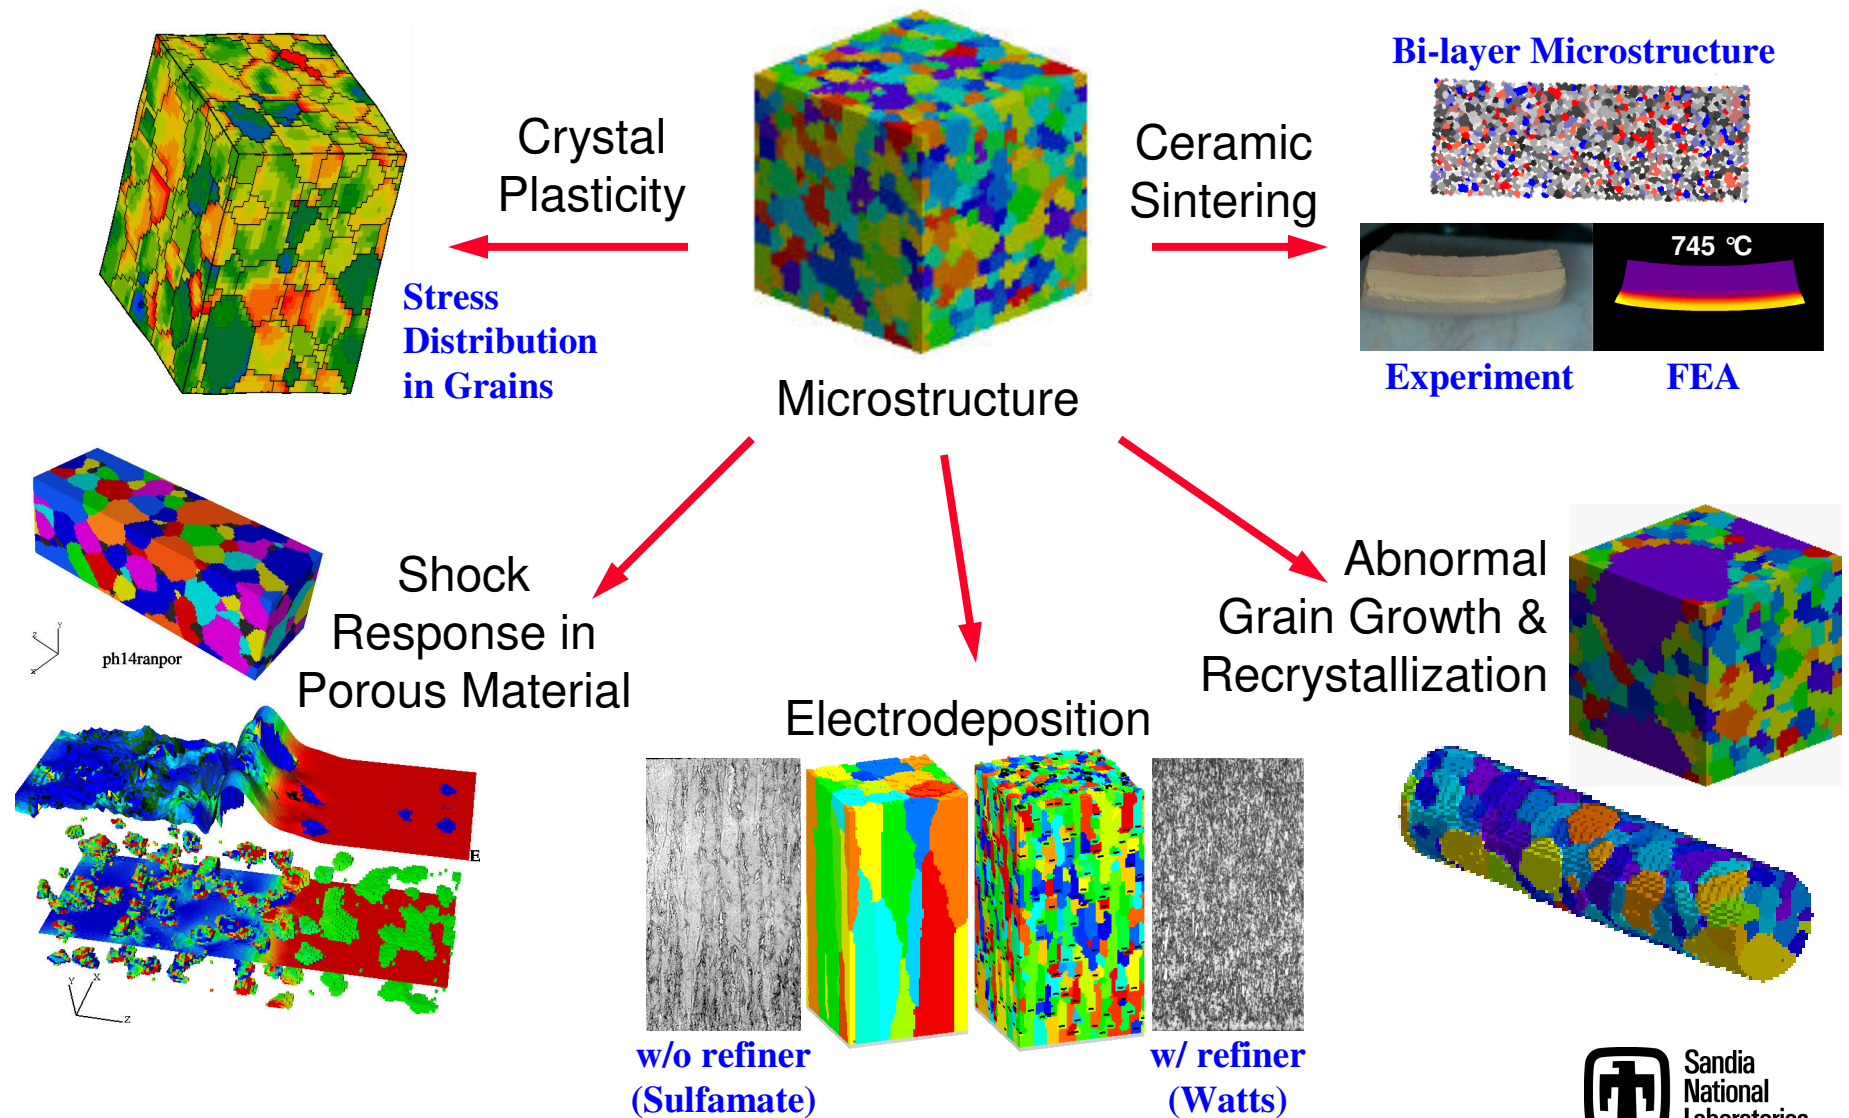 Bi-layer Microstructure
Crystal
Plasticity
Ceramic
Sintering
745 °C
Stress
Distribution
in Grains
Experiment
FEA
Microstructure
Shock
Response in
Porous Material
Abnormal
Grain Growth &
Recrystallization
z
y
x
ph14ranpor
Electrodeposition
E
Y
X
Z
w/o refiner
(Sulfamate)
w/ refiner
(Watts)
Sandia
National
Laboratories